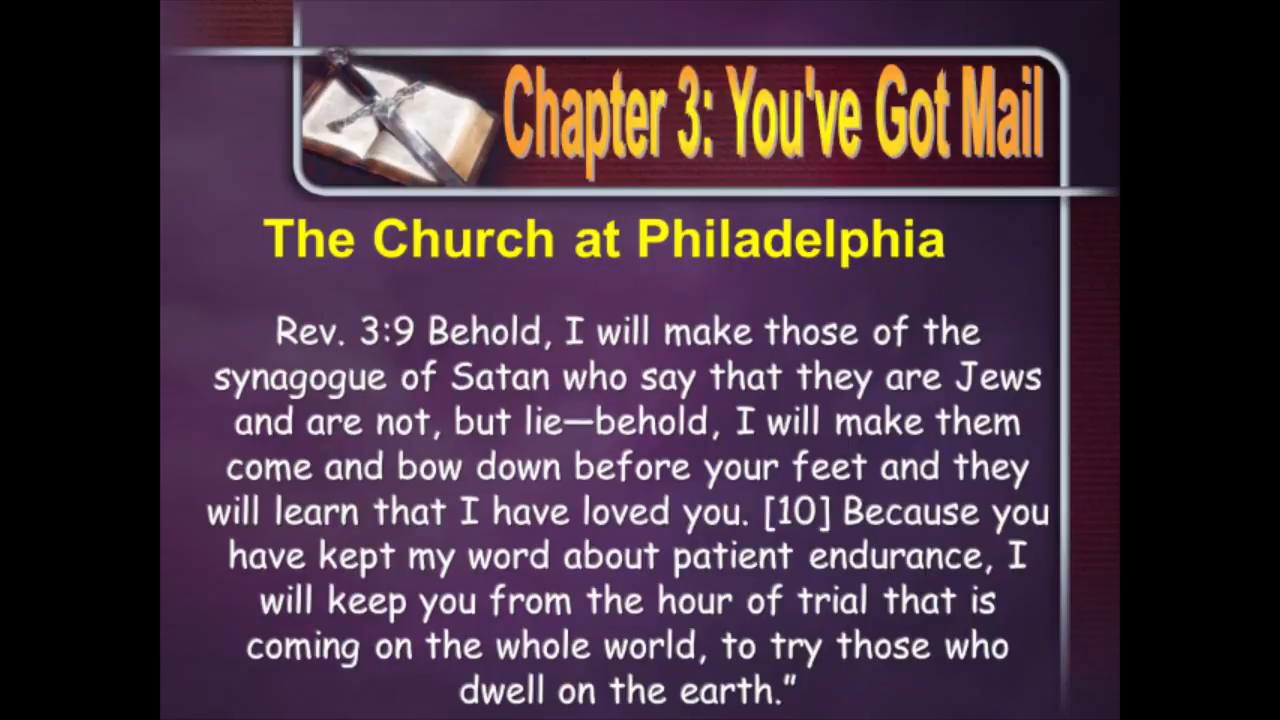 Chapter 3: You've Got Mail
The Church at Philadelphia
Rev. 3:9 Behold, I will make those of the
synagogue of Satan who say that they are Jews
and are not, but lie—behold, I will make them
come and bow down before your feet and they
will learn that I have loved you. [10] Because you
have kept my word about patient endurance, I
will keep you from the hour of trial that is
coming on the whole world, to try those who
dwell on the earth.”